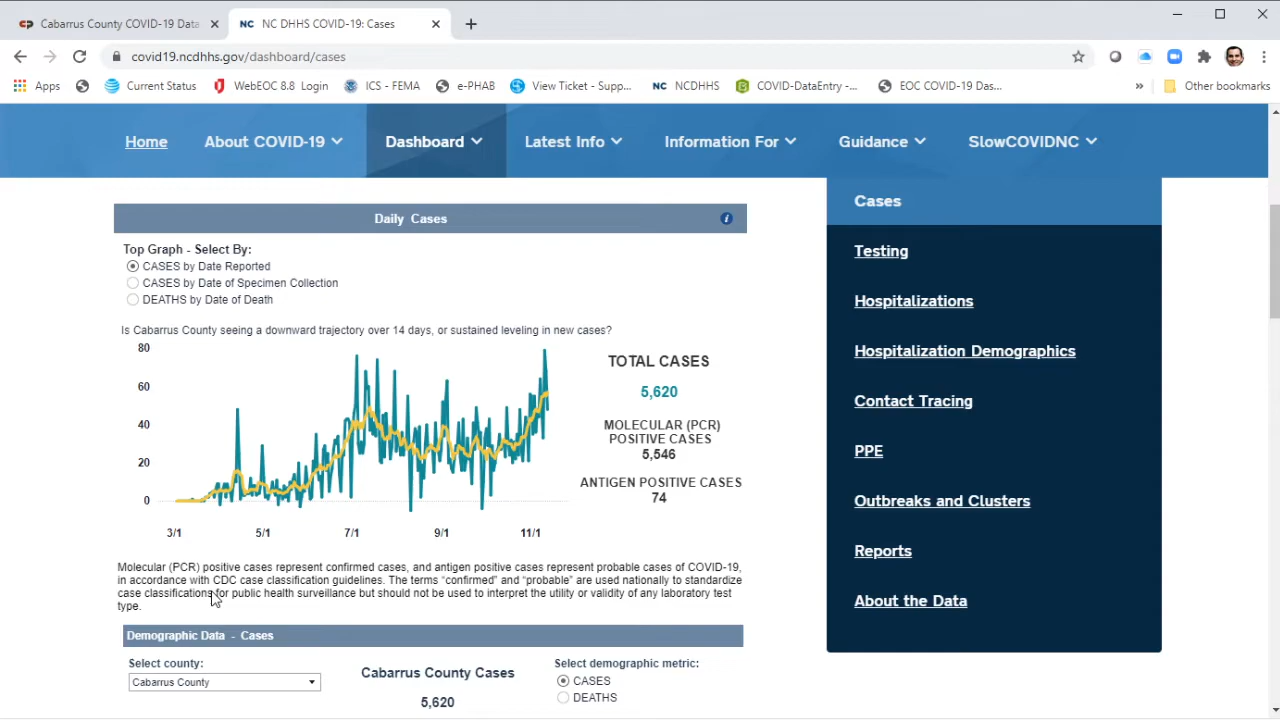 Cabarrus County COVID-19 Data
NC DHHS COVID-19: Cases
covid19.ncdhhs.gov/dashboard/cases
Apps
Current Status
WebEOC 8.8 Login
ICS - FEMA
e-HAB
View Ticket - Supp...
NC NCDHHS
COVID-DataEntry -...
EOC COVID-19 Das...
Other bookmarks
Home
About COVID-19
Dashboard
Latest Info
Information For
Guidance
SlowCOVIDNC
Daily Cases
Top Graph - Select By:
CASES by Date Reported
CASES by Date of Specimen Collection
DEATHS by Date of Death
Is Cabarrus County seeing a downward trajectory over 14 days, or sustained leveling in new cases?
80
60
40
20
0
3/1 5/1 7/1 9/1 11/1
TOTAL CASES
5,620
MOLECULAR (PCR)
POSITIVE CASES
5,546
ANTIGEN POSITIVE CASES
74
Molecular (PCR) positive cases represent confirmed cases, and antigen positive cases represent probable cases of COVID-19,
in accordance with CDC case classification guidelines. The terms “confirmed” and “probable” are used nationally to standardize
case classifications for public health surveillance but should not be used to interpret the utility or validity of any laboratory test
type.
Demographic Data - Cases
Select county:
Cabarrus County
Cabarrus County Cases
5,620
Select demographic metric:
CASES
DEATHS
Cases
Testing
Hospitalizations
Hospitalization Demographics
Contact Tracing
PPE
Outbreaks and Clusters
Reports
About the Data